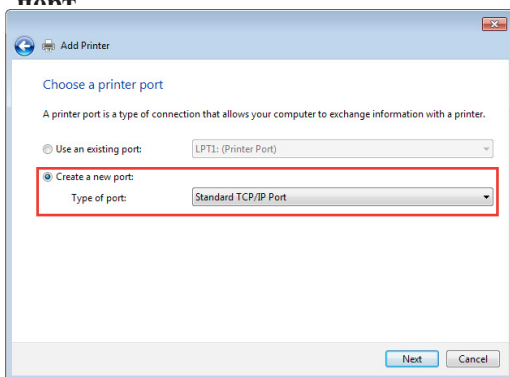 порт
Add Printer
Choose a printer port
A printer port is a type of connection that allows your computer to exchange information with a printer.
Use an existing port: LPT1: (Printer Port)
Create a new port:
Type of port: Standard TCP/IP Port
Next Cancel